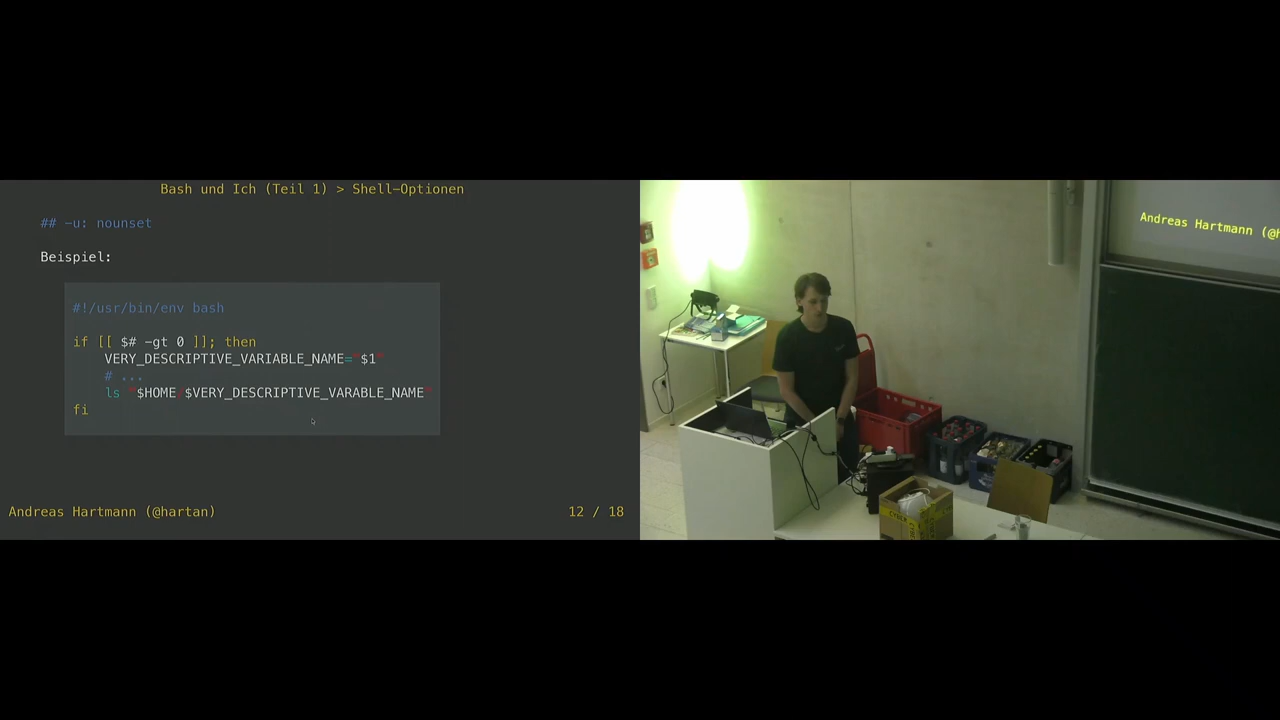 Bash und Ich (Teil 1) > Shell-Optionen
## -u: nounset
Beispiel:
#!/usr/bin/env bash
if [[ $# -gt 0 ]]; then
VERY_DESCRIPTIVE_VARIABLE_NAME="$1"
# ...
ls "$HOME/$VERY_DESCRIPTIVE_VARABLE_NAME"
fi
Andreas Hartmann (@hartan)
12 / 18
Andreas Hartmann (@h